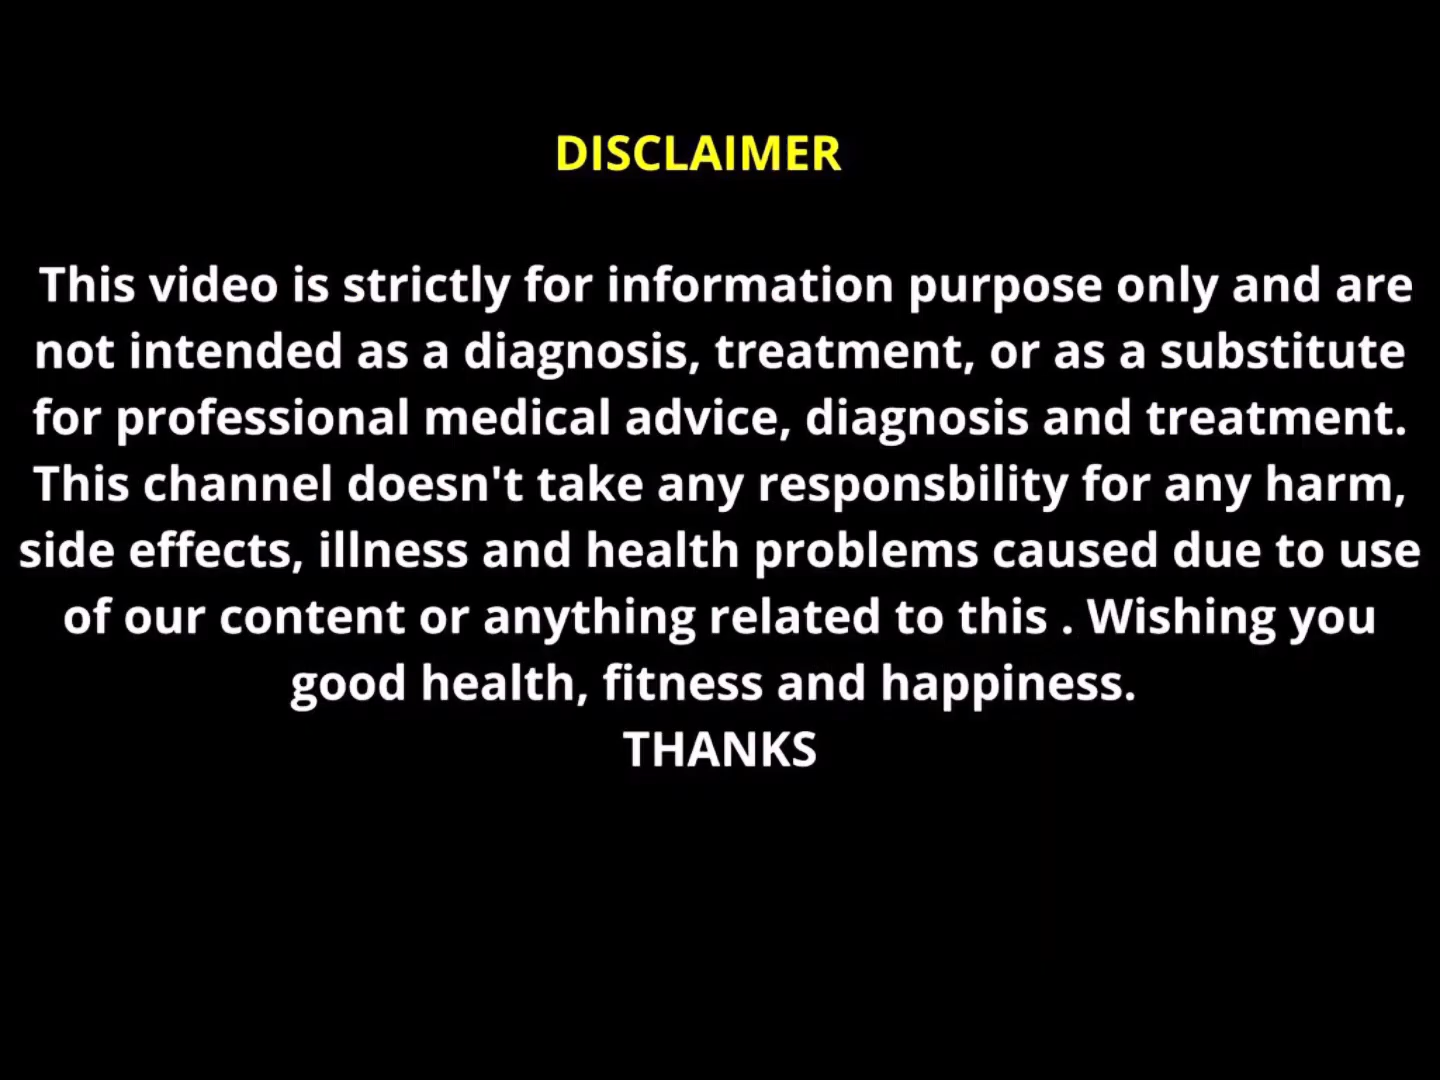 DISCLAIMER
This video is strictly for information purpose only and are
not intended as a diagnosis, treatment, or as a substitute
for professional medical advice, diagnosis and treatment.
This channel doesn't take any responsbility for any harm,
side effects, illness and health problems caused due to use
of our content or anything related to this . Wishing you
good health, fitness and happiness.
THANKS